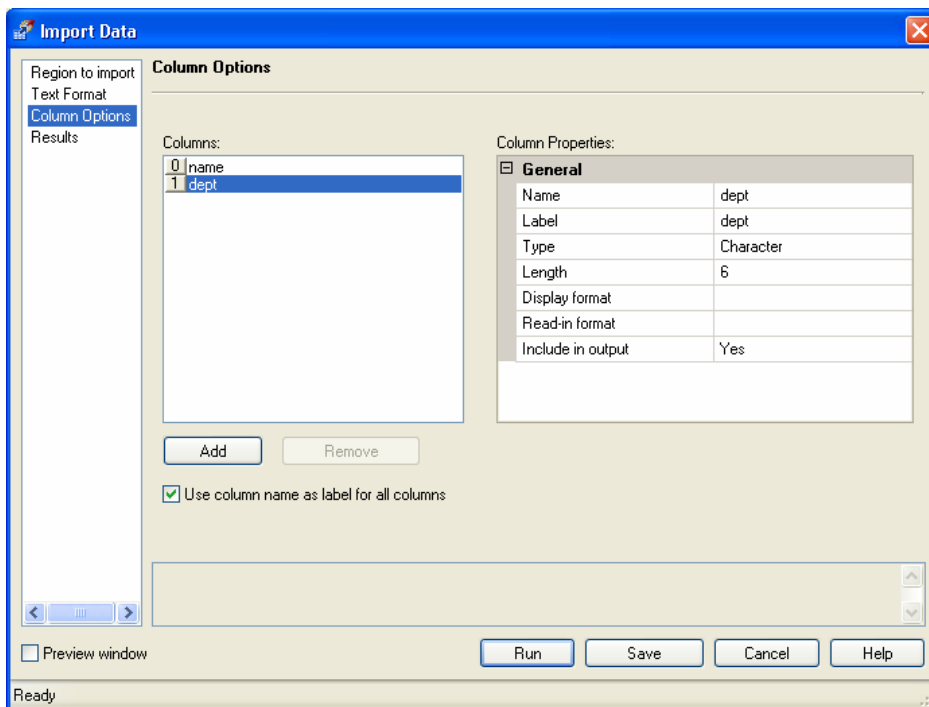 Import Data
Region to import
Text Format
Column Options
Results
Column Options
Columns:
0 name
1 dept
Add
Remove
Use column name as label for all columns
Column Properties:
General
Name dept
Label dept
Type Character
Length 6
Display format
Read-in format
Include in output Yes
Preview window
Run
Save
Cancel
Help
Ready